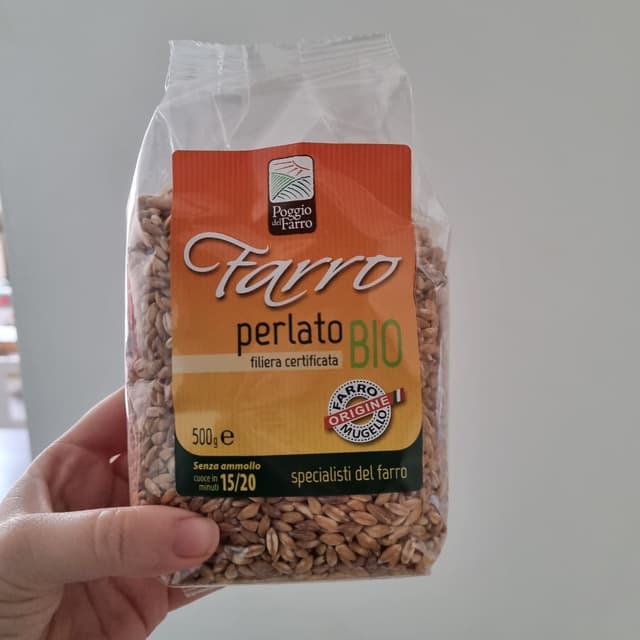 Poggio
del Farro
Farro
perlato
BIO
filiera certificata
FARRO
ORIGINE
MUGELLO
500g e
Senza ammollo
cuoce in
minuti 15/20
specialisti del farro